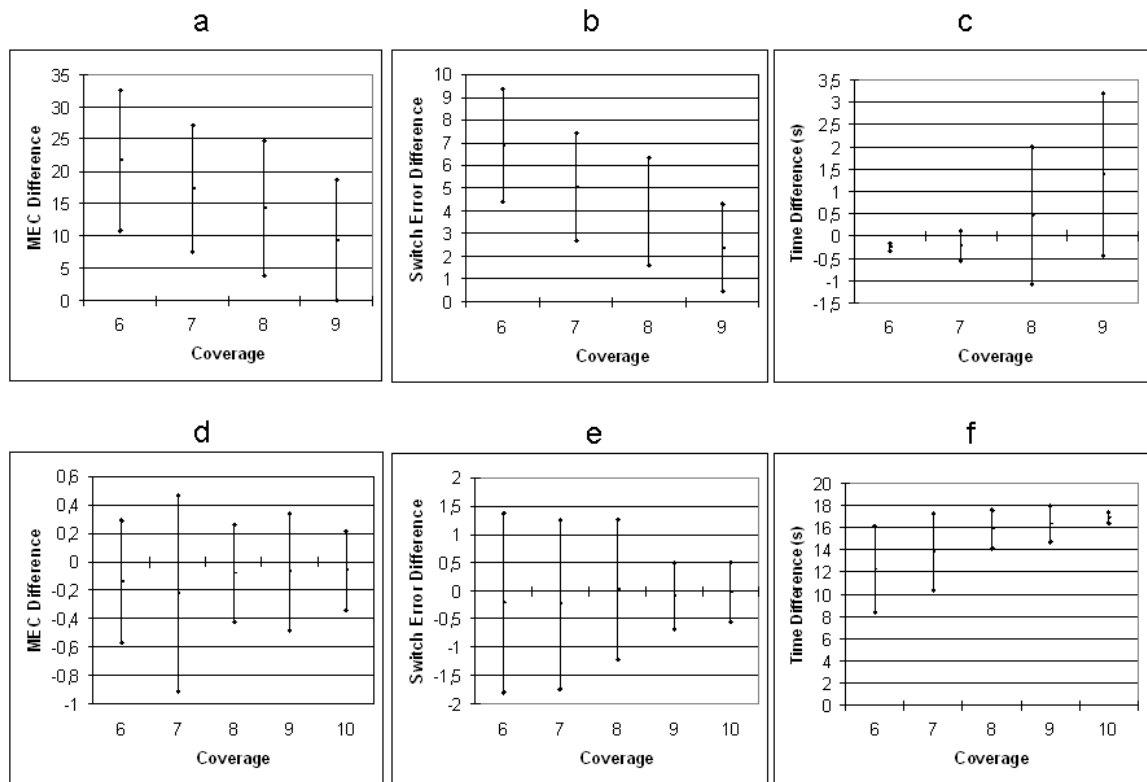 a
35
30
25
20
15
10
5
0
MEC Difference
6 7 8 9
Coverage
b
10
9
8
7
6
5
4
3
2
1
0
Switch Error Difference
6 7 8 9
Coverage
c
3,5
3
2,5
2
1,5
1
0,5
0
-0,5
-1
-1,5
Time Difference (s)
6 7 8 9
Coverage
d
0,6
0,4
0,2
0
-0,2
-0,4
-0,6
-0,8
-1
MEC Difference
6 7 8 9 10
Coverage
e
2
1,5
1
0,5
0
-0,5
-1
-1,5
-2
Switch Error Difference
6 7 8 9 10
Coverage
f
20
18
16
14
12
10
8
6
4
2
0
Time Difference (s)
6 7 8 9 10
Coverage